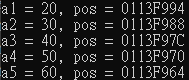 a1 = 20, pos = 0113F994
a2 = 30, pos = 0113F988
a3 = 40, pos = 0113F97C
a4 = 50, pos = 0113F970
a5 = 60, pos = 0113F964